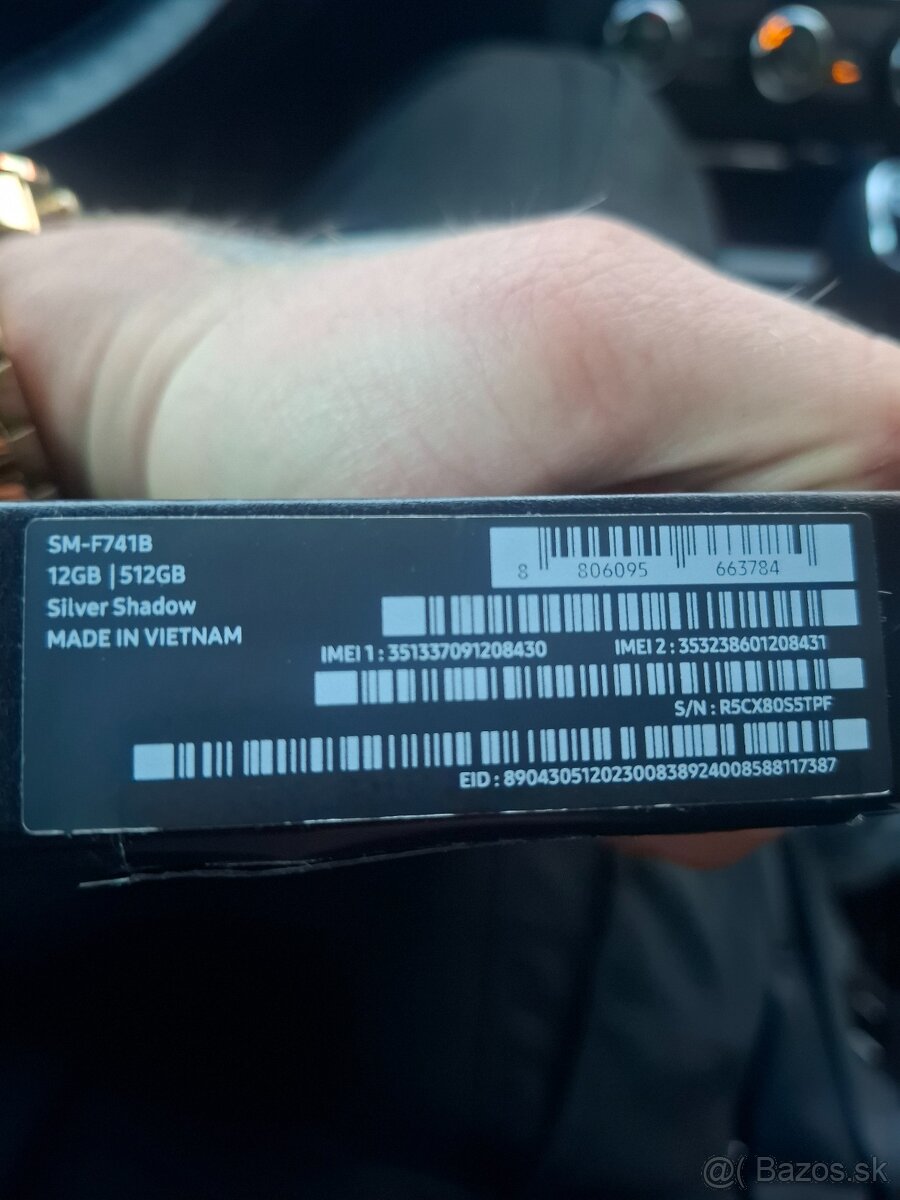 SM-F741B
12GB | 512GB
Silver Shadow
MADE IN VIETNAM
8 806095 663784
IMEI 1 : 351337091208430 IMEI 2 : 353238601208431
S/N : R5CX80S5TPF
EID : 89043051202300838924008588117387
@( Bazos.sk